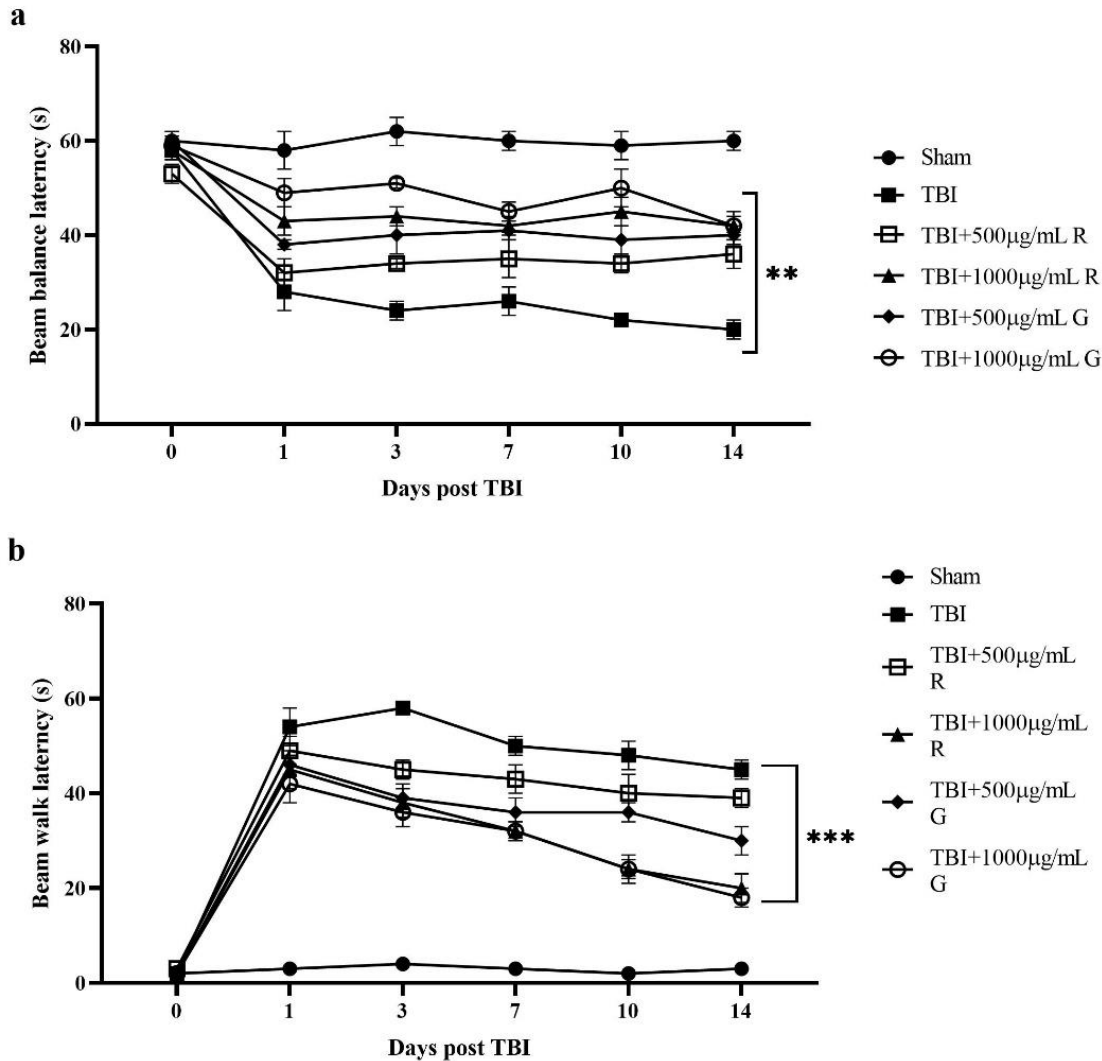 a
80
60
40
20
0
Beam balance laterncy (s)
0 1 3 7 10 14
Days post TBI
Sham
TBI
TBI+500μg/mL R
TBI+1000μg/mL R
TBI+500μg/mL G
TBI+1000μg/mL G
**
b
80
60
40
20
0
Beam walk laterncy (s)
0 1 3 7 10 14
Days post TBI
Sham
TBI
TBI+500μg/mL
R
TBI+1000μg/mL
R
TBI+500μg/mL
G
TBI+1000μg/mL
G
***